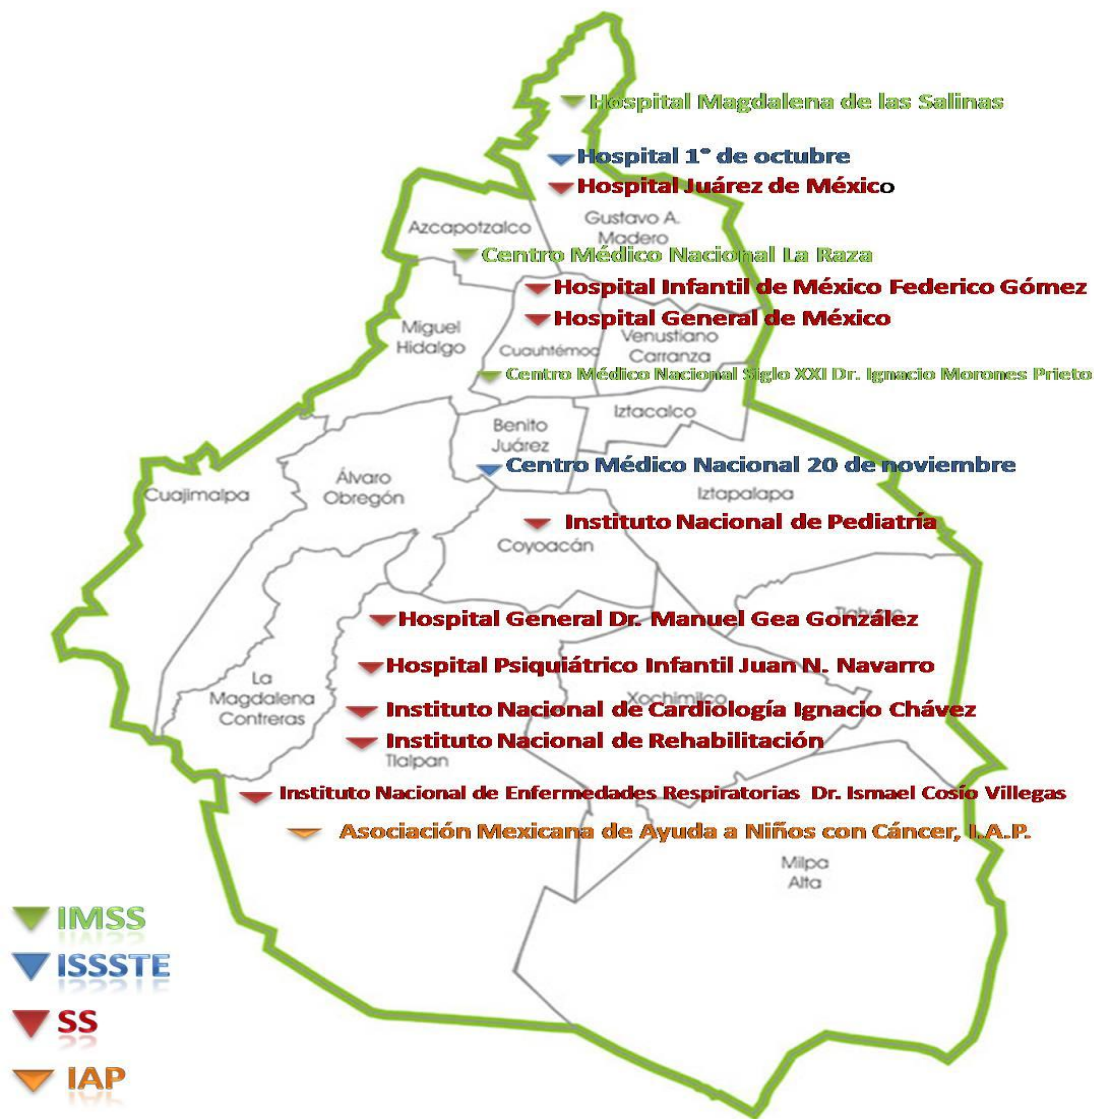 Hospital Magdalena de las Salinas
Hospital 1° de octubre
Hospital Juárez de México
Gustavo A.
Madero
Azcapotzalco
Centro Médico Nacional La Raza
Hospital Infantil de México Federico Gómez
Hospital General de México
Miguel
Hidalgo
Cuauhtémoc
Venustiano
Carranza
Centro Médico Nacional Siglo XXI Dr. Ignacio Morones Prieto
Iztacalco
Benito
Juárez
Centro Médico Nacional 20 de noviembre
Álvaro
Obregón
Cuajimalpa
Iztapalapa
Instituto Nacional de Pediatría
Coyoacán
Hospital General Dr. Manuel Gea González
Hospital Psiquiátrico Infantil Juan N. Navarro
La
Magdalena
Contreras
Xochimilco
Instituto Nacional de Cardiología Ignacio Chávez
Instituto Nacional de Rehabilitación
Tlalpan
Instituto Nacional de Enfermedades Respiratorias Dr. Ismael Cosío Villegas
Asociación Mexicana de Ayuda a Niños con Cáncer, I.A.P.
Milpa
Alta
IMSS
ISSSTE
SS
IAP